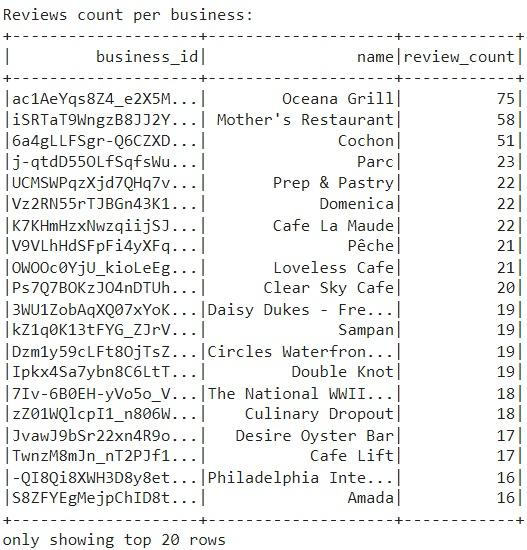 Reviews count per business:
+--------------------+--------------------+------------+
|         business_id|                name|review_count|
+--------------------+--------------------+------------+
|ac1AeYqs8Z4_e2X5M...|        Oceana Grill|          75|
|iSRTaT9WngzB8JJ2Y...| Mother's Restaurant|          58|
|6a4gLLFSgr-Q6CZXD...|              Cochon|          51|
|j-qtdD55OLfSqfsWu...|                Parc|          23|
|UCMSWPqzXjd7QHq7v...|       Prep & Pastry|          22|
|Vz2RN55rTJBGn43K1...|            Domenica|          22|
|K7KHmHzxNwzqiijSJ...|       Cafe La Maude|          22|
|V9VLhHdSFpFi4yXFq...|               Pêche|          21|
|OWOOc0YjU_kioLeEg...|       Loveless Cafe|          21|
|Ps7Q7BOKzJO4nDTUh...|      Clear Sky Cafe|          20|
|3WU1ZobAqXQ07xYoK...|Daisy Dukes - Fre...|          19|
|kZ1q0K13tFYG_ZJrV...|              Sampan|          19|
|Dzm1y59cLFt8OjTsZ...|Circles Waterfron...|          19|
|Ipkx4Sa7ybn8C6LtT...|         Double Knot|          19|
|7Iv-6B0EH-yVo5o_V...|The National WWII...|          18|
|zZ01WQlcpI1_n806W...|    Culinary Dropout|          18|
|JvawJ9bSr22xn4R9o...|   Desire Oyster Bar|          17|
|TwnzM8mJn_nT2PJf1...|           Cafe Lift|          17|
|-QI8Qi8XWH3D8y8et...|Philadelphia Inte...|          16|
|S8ZFYEgMejpChID8t...|               Amada|          16|
+--------------------+--------------------+------------+
only showing top 20 rows